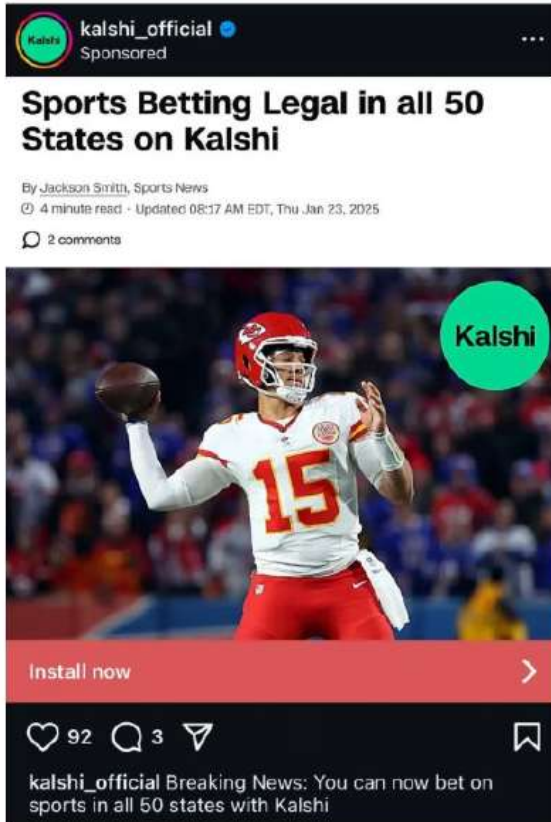 Kalshi
kalshi_official
Sponsored
Sports Betting Legal in all 50
States on Kalshi
By Jackson Smith, Sports News
4 minute read · Updated 08:17 AM EDT, Thu Jan 23, 2025
2 comments
Kalshi
15
Install now
92 3
kalshi_official Breaking News: You can now bet on
sports in all 50 states with Kalshi